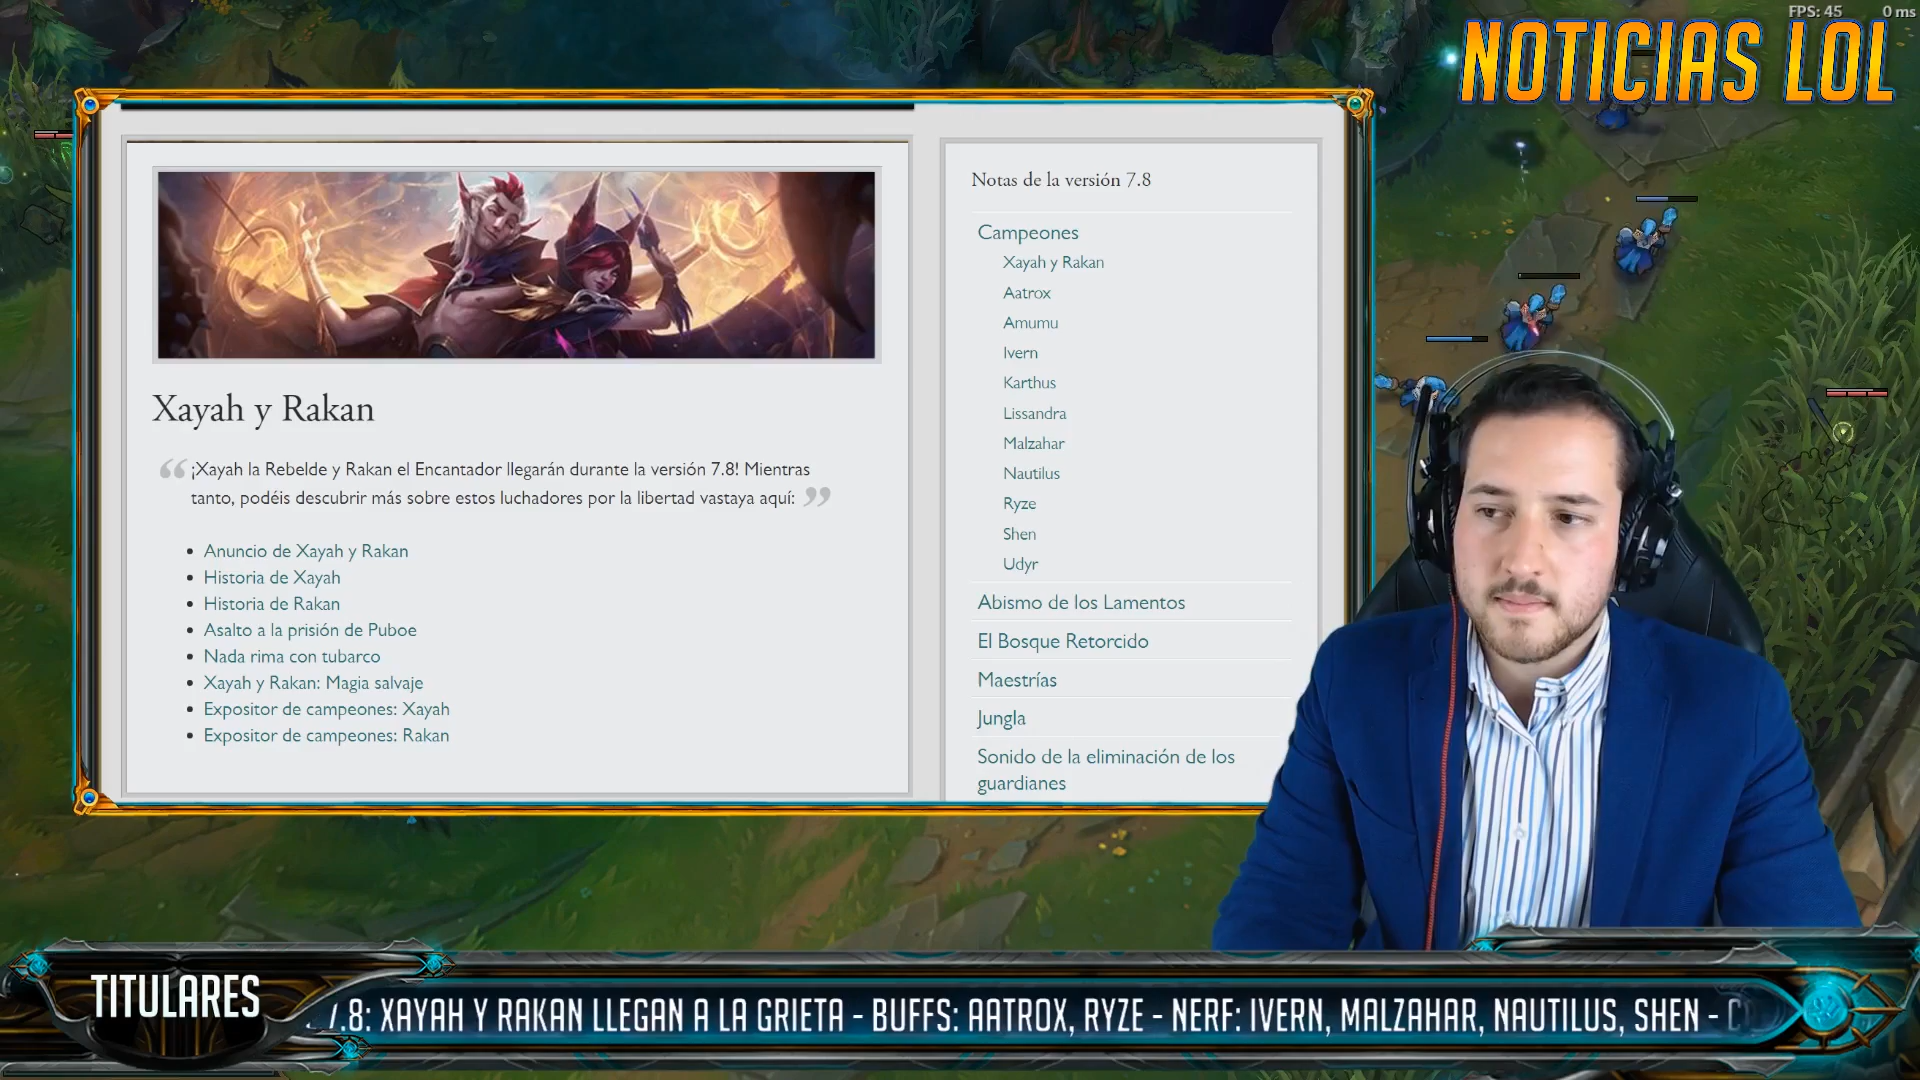 FPS: 45 0 ms
NOTICIAS LOL
Xayah y Rakan
“ ¡Xayah la Rebelde y Rakan el Encantador llegarán durante la versión 7.8! Mientras
tanto, podéis descubrir más sobre estos luchadores por la libertad vastaya aquí: ”
• Anuncio de Xayah y Rakan
• Historia de Xayah
• Historia de Rakan
• Asalto a la prisión de Puboe
• Nada rima con tubarco
• Xayah y Rakan: Magia salvaje
• Expositor de campeones: Xayah
• Expositor de campeones: Rakan
Notas de la versión 7.8
Campeones
Xayah y Rakan
Aatrox
Amumu
Ivern
Karthus
Lissandra
Malzahar
Nautilus
Ryze
Shen
Udyr
Abismo de los Lamentos
El Bosque Retorcido
Maestrías
Jungla
Sonido de la eliminación de los
guardianes
TITULARES
.8: XAYAH Y RAKAN LLEGAN A LA GRIETA - BUFFS: AATROX, RYZE - NERF: IVERN, MALZAHAR, NAUTILUS, SHEN -